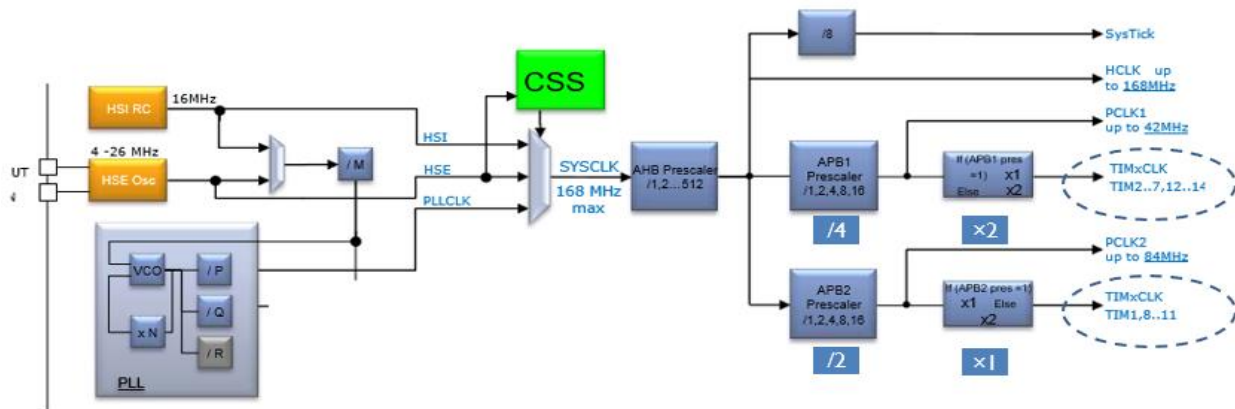 /8
SysTick
HCLK up
to 168MHz
CSS
HSI RC
16MHz
PCLK1
up to 42MHz
HSI
4 -26 MHz
UT
HSE Osc
/ M
HSE
SYSCLK
168 MHz
max
AHB Prescaler
/1,2...512
APB1
Prescaler
/1,2,4,8,16
If (APB1 pres
=1) x1
Else x2
TIMxCLK
TIM2..7,12..14
PLLCLK
/4
×2
PCLK2
up to 84MHz
VCO
/ P
x N
/ Q
/ R
PLL
APB2
Prescaler
/1,2,4,8,16
If (APB2 pres =1)
x1 Else
x2
TIMxCLK
TIM1,8..11
/2
×1